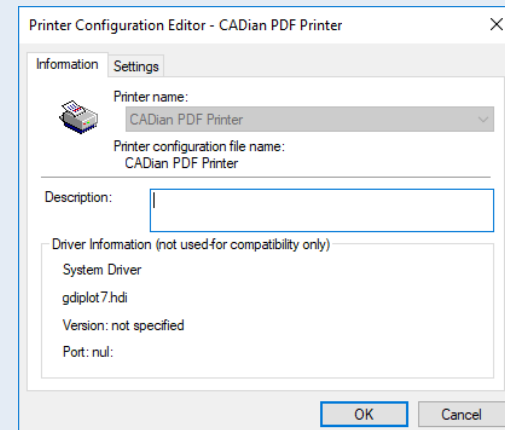 Printer Configuration Editor - CADian PDF Printer
Information Settings
Printer name:
CADian PDF Printer
Printer configuration file name:
CADian PDF Printer
Description:
Driver Information (not used-for compatibility only)
System Driver
gdiplot7.hdi
Version: not specified
Port: nul:
OK Cancel